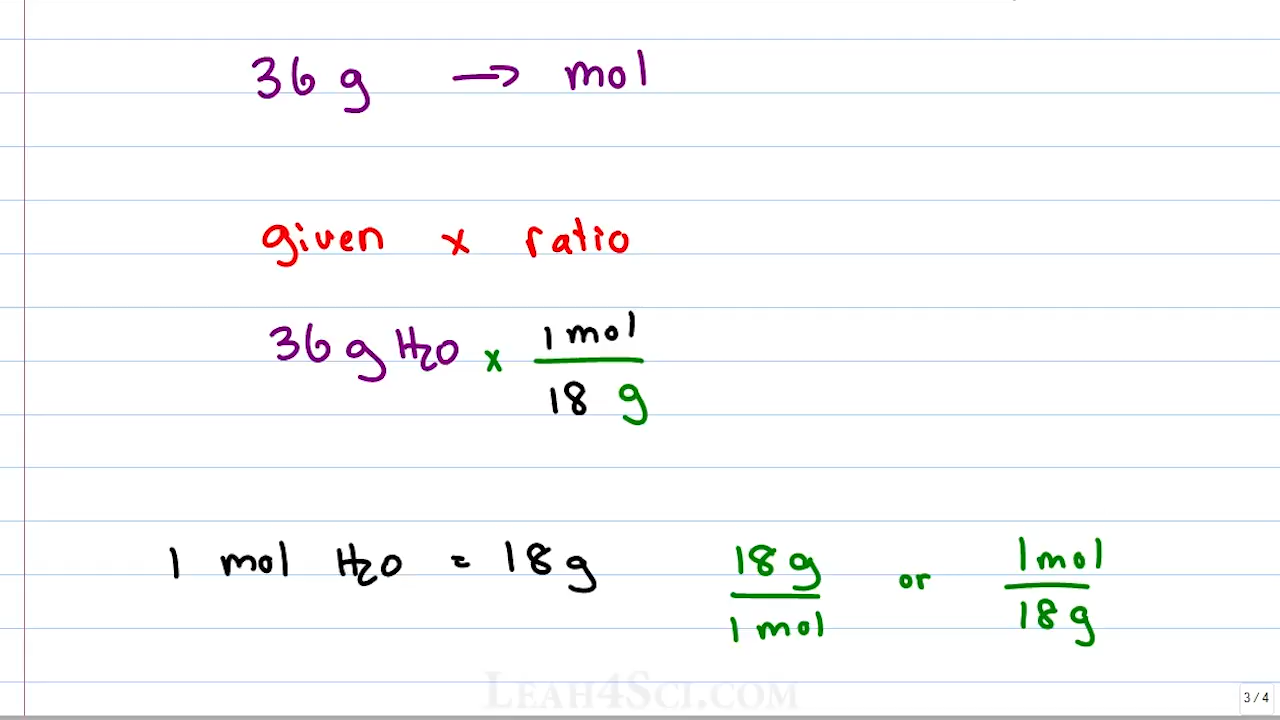 36 g → mol
given x ratio
36 g H2O x 1 mol
18 g
1 mol H2O = 18 g 18 g or 1 mol
1 mol 18 g
LEAH4SCI.COM
3 / 4